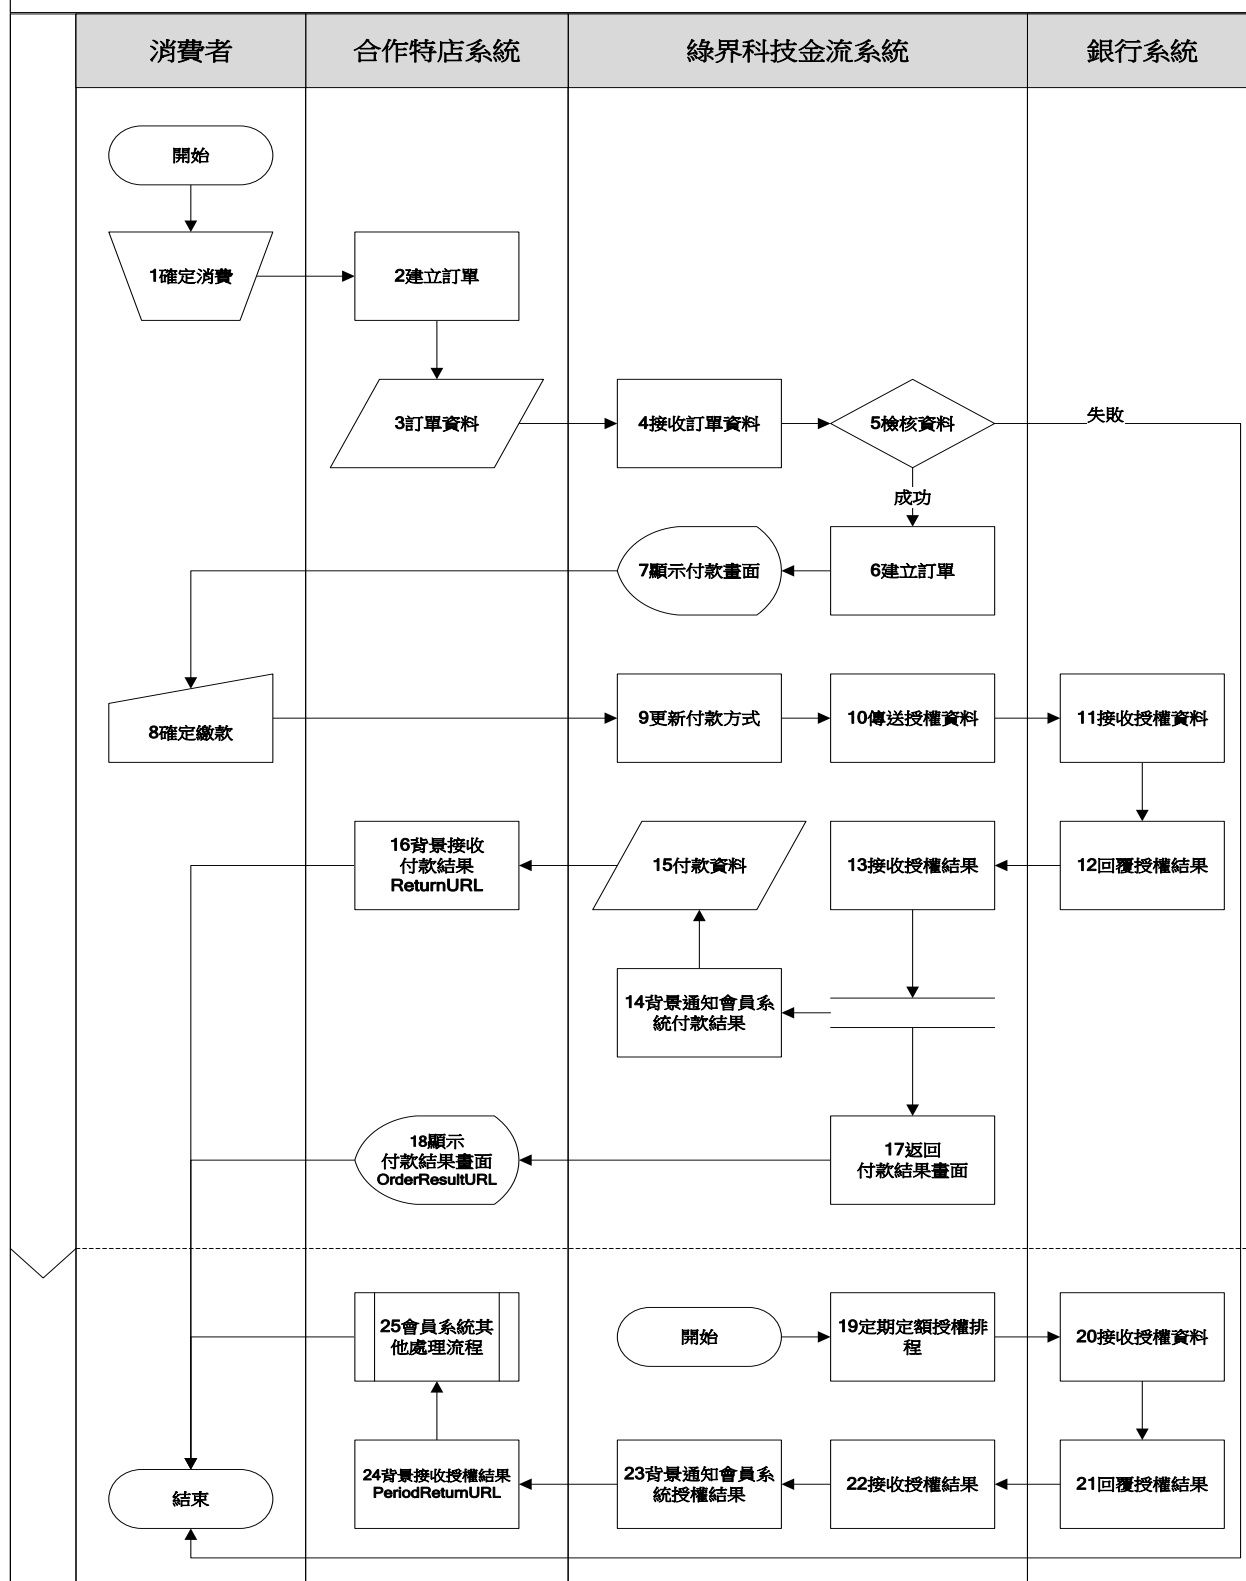 消費者
合作特店系統
綠界科技金流系統
銀行系統
開始
1確定消費
2建立訂單
3訂單資料
4接收訂單資料
5檢核資料
失敗
成功
7顯示付款畫面
6建立訂單
8確定繳款
9更新付款方式
10傳送授權資料
11接收授權資料
16背景接收
付款結果
ReturnURL
15付款資料
13接收授權結果
12回覆授權結果
14背景通知會員系
統付款結果
18顯示
付款結果畫面
OrderResultURL
17返回
付款結果畫面
25會員系統其
他處理流程
開始
19定期定額授權排
程
20接收授權資料
結束
24背景接收授權結果
PeriodReturnURL
23背景通知會員系
統授權結果
22接收授權結果
21回覆授權結果